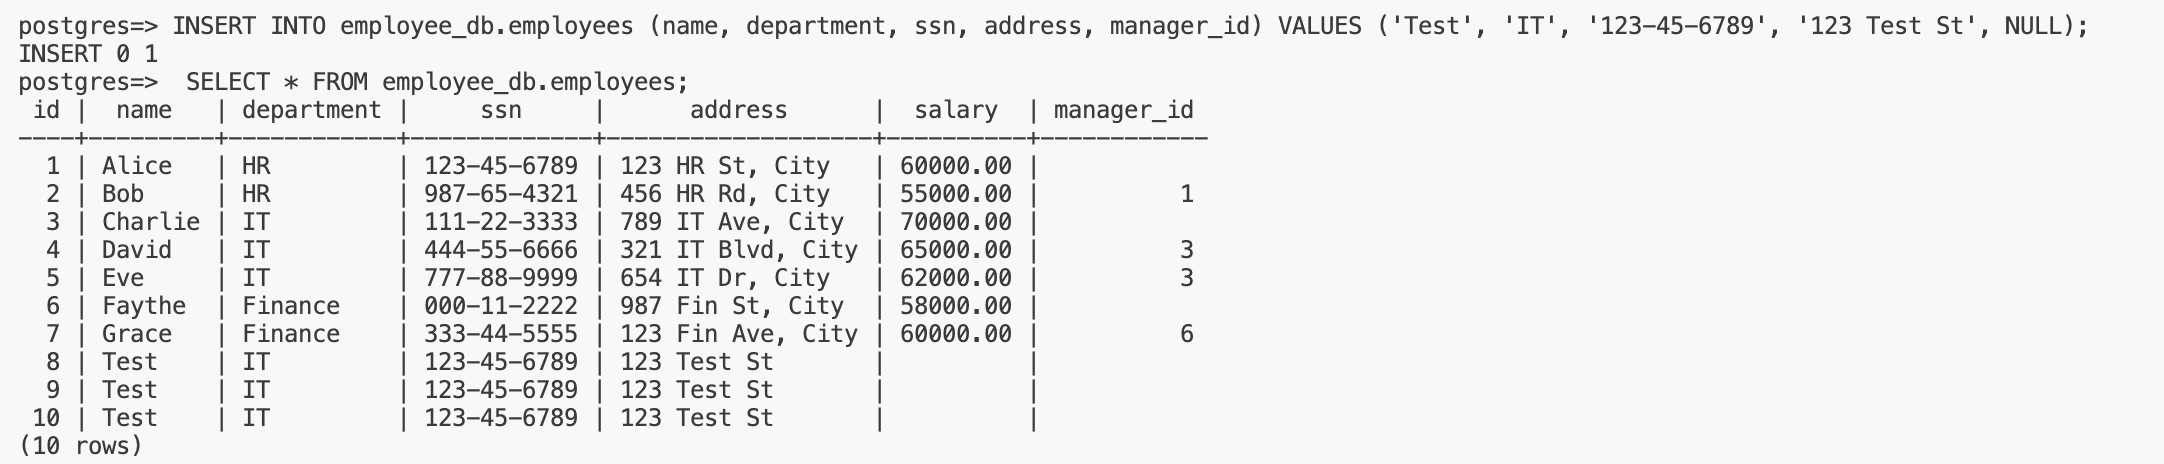 postgres=> INSERT INTO employee_db.employees (name, department, ssn, address, manager_id) VALUES ('Test', 'IT', '123-45-6789', '123 Test St', NULL);
INSERT 0 1
postgres=>  SELECT * FROM employee_db.employees;
 id |  name   | department |     ssn     |      address      |  salary  | manager_id
----+---------+------------+-------------+-------------------+----------+------------
  1 | Alice   | HR         | 123-45-6789 | 123 HR St, City   | 60000.00 |
  2 | Bob     | HR         | 987-65-4321 | 456 HR Rd, City   | 55000.00 |          1
  3 | Charlie | IT         | 111-22-3333 | 789 IT Ave, City  | 70000.00 |
  4 | David   | IT         | 444-55-6666 | 321 IT Blvd, City | 65000.00 |          3
  5 | Eve     | IT         | 777-88-9999 | 654 IT Dr, City   | 62000.00 |          3
  6 | Faythe  | Finance    | 000-11-2222 | 987 Fin St, City  | 58000.00 |
  7 | Grace   | Finance    | 333-44-5555 | 123 Fin Ave, City | 60000.00 |          6
  8 | Test    | IT         | 123-45-6789 | 123 Test St       |          |
  9 | Test    | IT         | 123-45-6789 | 123 Test St       |          |
 10 | Test    | IT         | 123-45-6789 | 123 Test St       |          |
(10 rows)